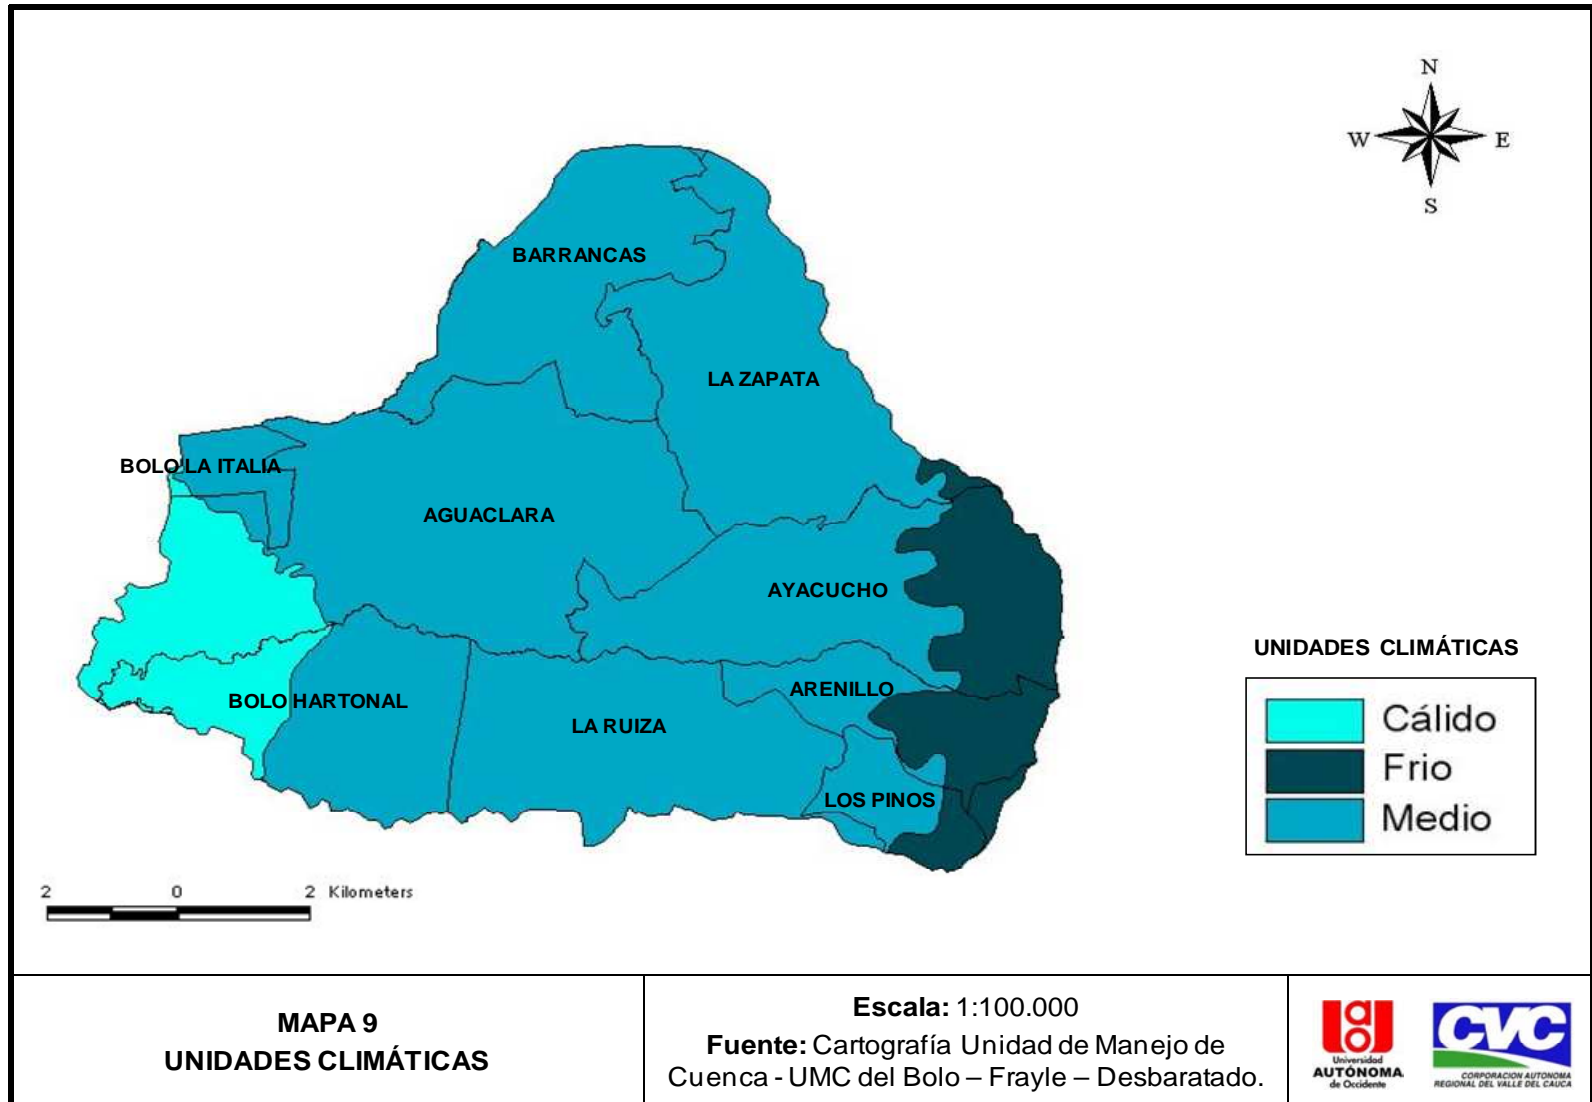 N
W
E
S
BARRANCAS
LA ZAPATA
BOLO LA ITALIA
AGUACLARA
AYACUCHO
ARENILLO
BOLO HARTONAL
LA RUIZA
LOS PINOS
UNIDADES CLIMÁTICAS
Cálido
Frio
Medio
2 0 2 Kilometers
MAPA 9
UNIDADES CLIMÁTICAS
Escala: 1:100.000
Fuente: Cartografía Unidad de Manejo de
Cuenca - UMC del Bolo – Frayle – Desbaratado.
uao
Universidad
AUTÓNOMA
de Occidente
CVC
CORPORACION AUTONOMA
REGIONAL DEL VALLE DEL CAUCA